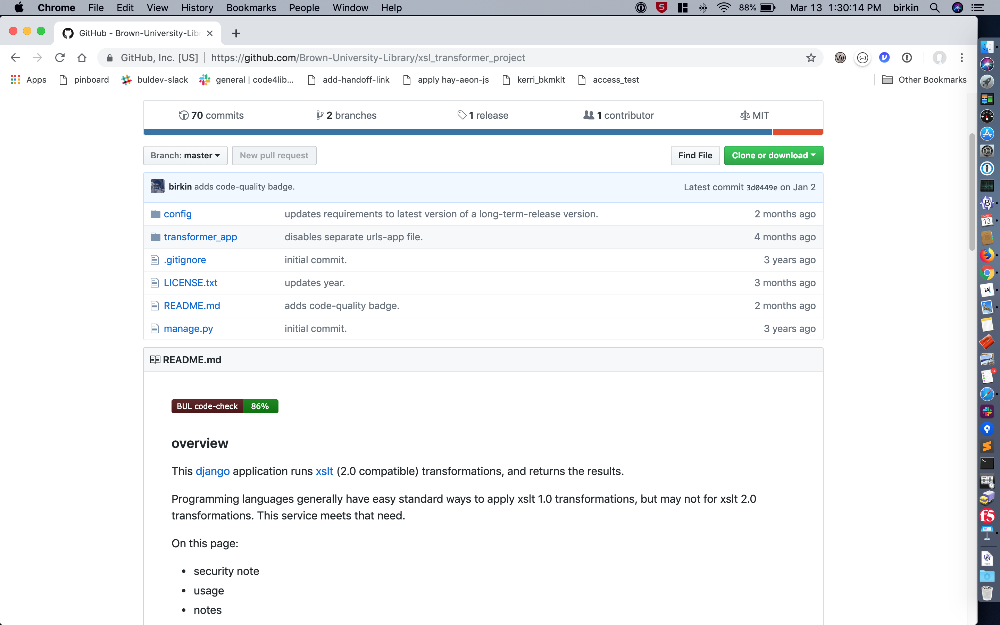 Chrome File Edit View History Bookmarks People Window Help 88% Mar 13 1:30:14 PM birkin
GitHub - Brown-University-Lib
GitHub, Inc. [US] https://github.com/Brown-University-Library/xsl_transformer_project
Apps pinboard buldev-slack general | code4lib... add-handoff-link apply hay-aeon-js kerri_bkmklt access_test Other Bookmarks
70 commits 2 branches 1 release 1 contributor MIT
Branch: master New pull request Find File Clone or download
birkin adds code-quality badge. Latest commit 3d0449e on Jan 2
config updates requirements to latest version of a long-term-release version. 2 months ago
transformer_app disables separate urls-app file. 4 months ago
.gitignore initial commit. 3 years ago
LICENSE.txt updates year. 3 months ago
README.md adds code-quality badge. 2 months ago
manage.py initial commit. 3 years ago
README.md
BUL code-check 86%
overview
This django application runs xslt (2.0 compatible) transformations, and returns the results.
Programming languages generally have easy standard ways to apply xslt 1.0 transformations, but may not for xslt 2.0
transformations. This service meets that need.
On this page:
• security note
• usage
• notes
MAR
13
iA
14
f5
TEXT